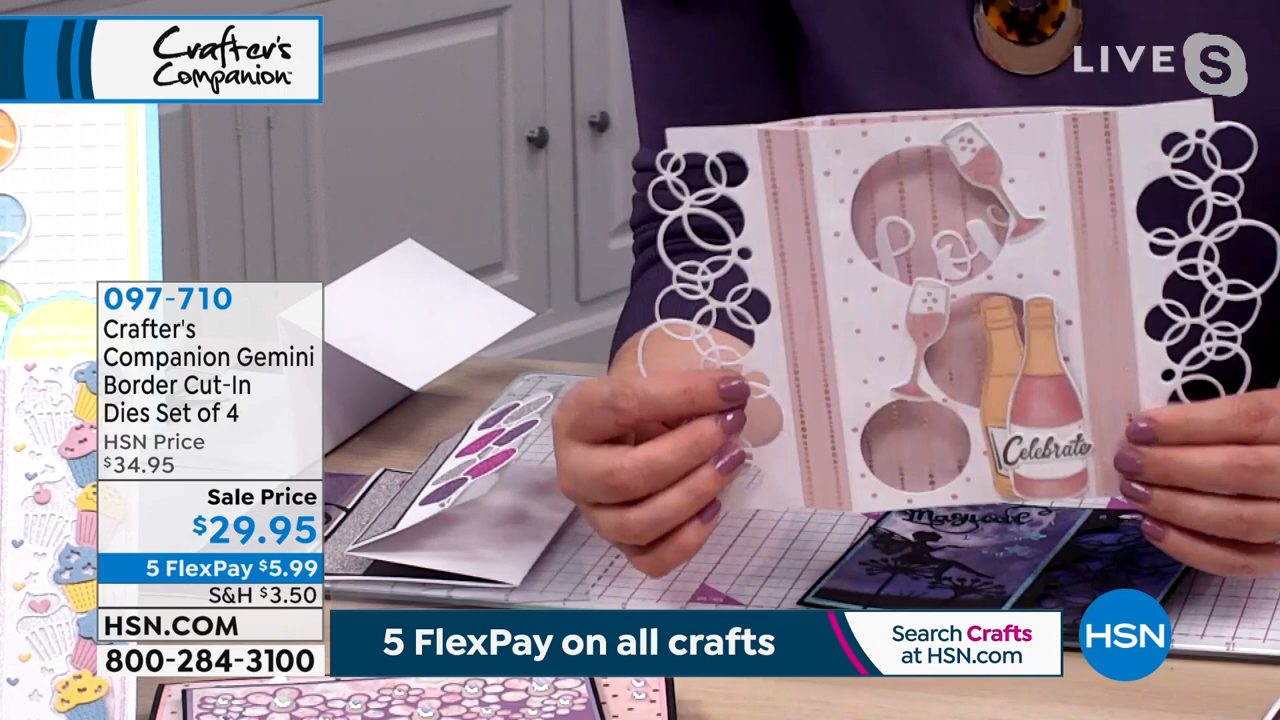 Crafter's
Companion
LIVE S
097-710
Crafter's
Companion Gemini
Border Cut-In
Dies Set of 4
HSN Price
$34.95
Sale Price
$29.95
5 FlexPay $5.99
S&H $3.50
HSN.COM
800-284-3100
Celebrate
5 FlexPay on all crafts
Search Crafts
at HSN.com
HSN